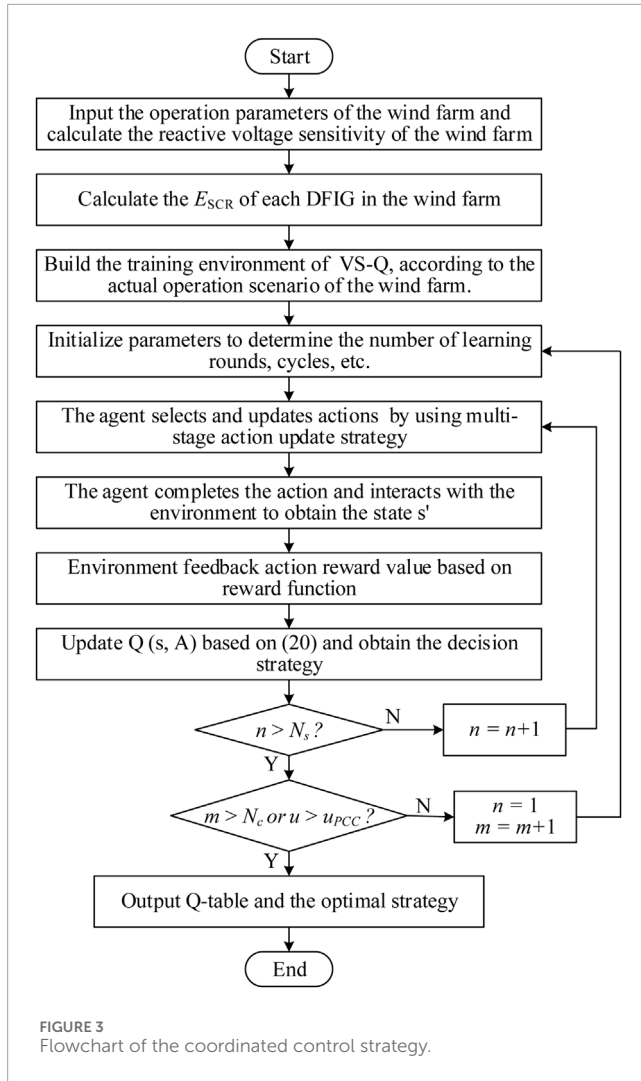 Start
Input the operation parameters of the wind farm and
calculate the reactive voltage sensitivity of the wind farm
Calculate the E_SCR of each DFIG in the wind farm
Build the training environment of VS-Q, according to the
actual operation scenario of the wind farm.
Initialize parameters to determine the number of learning
rounds, cycles, etc.
The agent selects and updates actions by using multi-
stage action update strategy
The agent completes the action and interacts with the
environment to obtain the state s'
Environment feedback action reward value based on
reward function
Update Q (s, A) based on (20) and obtain the decision
strategy
n > N_s ?
N
n = n+1
Y
m > N_c or u > u_PCC ?
N
n = 1
m = m+1
Y
Output Q-table and the optimal strategy
End
FIGURE 3
Flowchart of the coordinated control strategy.